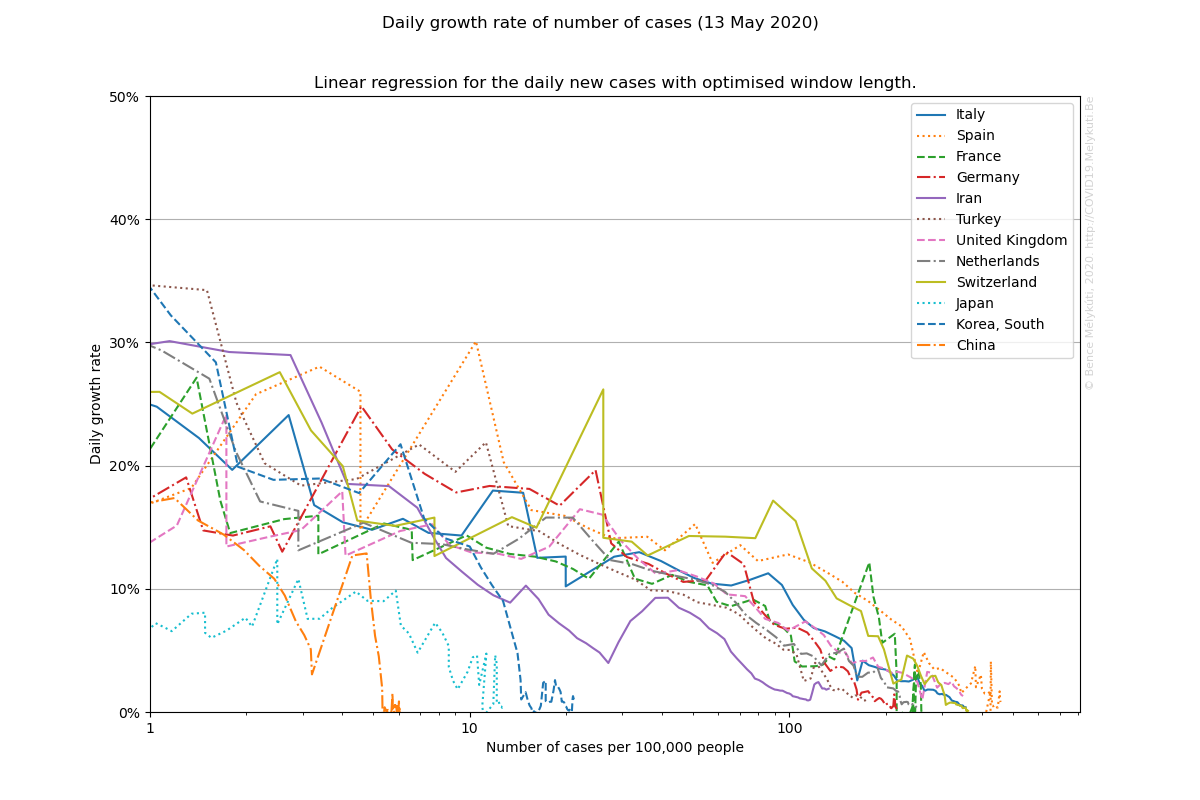 Daily growth rate of number of cases (13 May 2020)
Linear regression for the daily new cases with optimised window length.
50%
40%
30%
20%
10%
0%
Daily growth rate
1
10
100
Number of cases per 100,000 people
Italy
Spain
France
Germany
Iran
Turkey
United Kingdom
Netherlands
Switzerland
Japan
Korea, South
China
© Bence Mélykúti, 2020. http://COVID19.Melykuti.Be